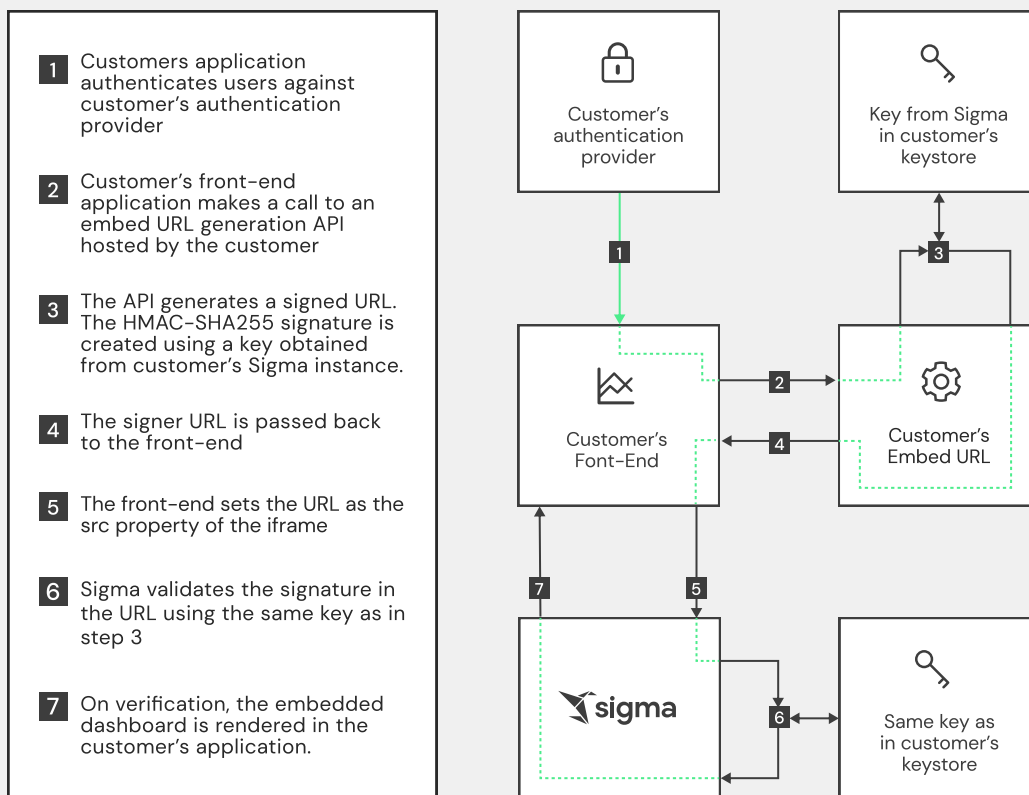 1
Customers application
authenticates users against
customer's authentication
provider
2
Customer's front-end
application makes a call to an
embed URL generation API
hosted by the customer
3
The API generates a signed URL.
The HMAC-SHA255 signature is
created using a key obtained
from customer's Sigma instance.
4
The signer URL is passed back
to the front-end
5
The front-end sets the URL as the
src property of the iframe
6
Sigma validates the signature in
the URL using the same key as in
step 3
7
On verification, the embedded
dashboard is rendered in the
customer's application.
Customer's
authentication
provider
Key from Sigma
in customer's
keystore
1
3
Customer's
Font-End
2
4
Customer's
Embed URL
7
5
sigma
6
Same key as
in customer's
keystore